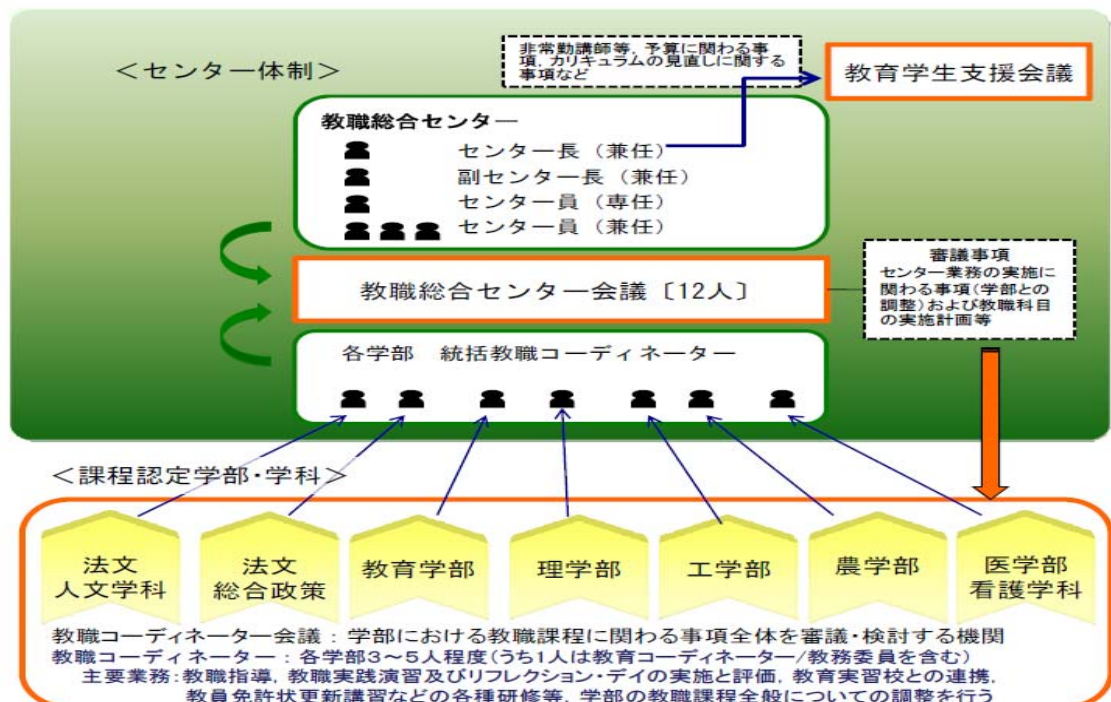 <センター体制>
非常勤講師等，予算に関わる事
項，カリキュラムの見直しに関する
事項など
教育学生支援会議
教職総合センター
センター長（兼任）
副センター長（兼任）
センター員（専任）
センター員（兼任）
教職総合センター会議〔12人〕
審議事項
センター業務の実施に
関わる事項（学部との
調整）および教職科目
の実施計画等
各学部　統括教職コーディネーター
<課程認定学部・学科>
法文
人文学科
法文
総合政策
教育学部
理学部
工学部
農学部
医学部
看護学科
教職コーディネーター会議：学部における教職課程に関わる事項全体を審議・検討する機関
教職コーディネーター：各学部3～5人程度（うち1人は教育コーディネーター/教務委員を含む）
主要業務：教職指導，教職実践演習及びリフレクション・デイの実施と評価，教育実習校との連携，
教員免許状更新講習などの各種研修等，学部の教職課程全般についての調整を行う